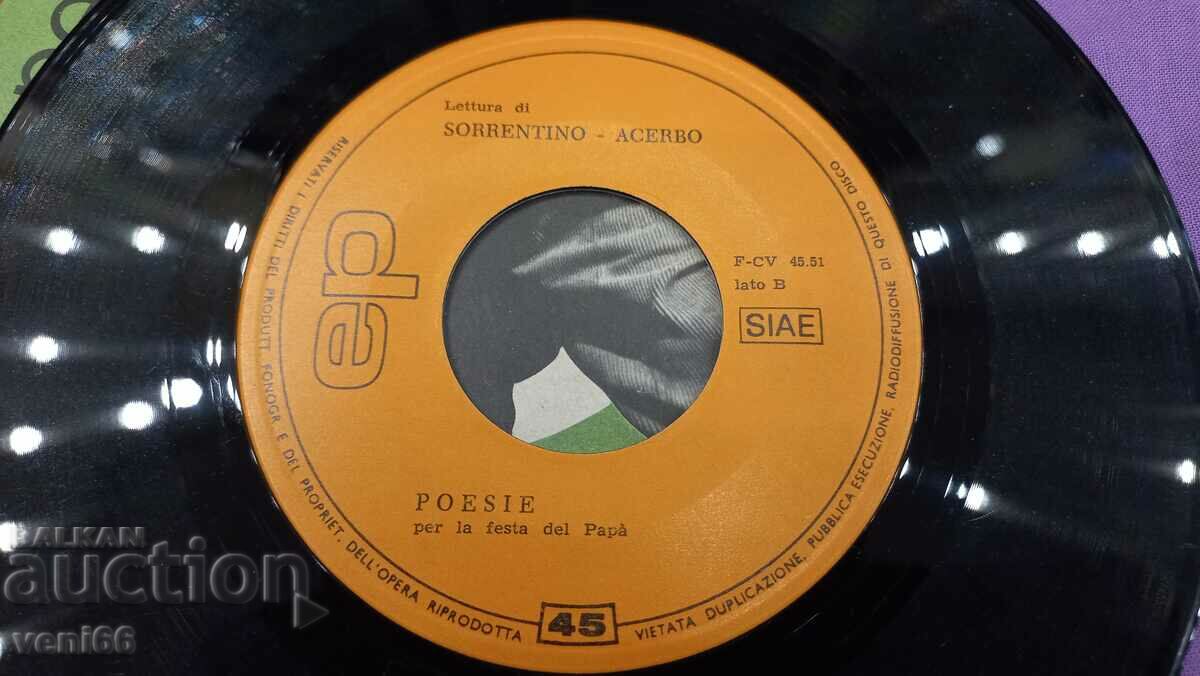 Lettura di
SORRENTINO - ACERBO
ep
F-CV 45.51
lato B
SIAE
POESIE
per la festa del Papà
45
RISERVATI I DIRITTI DEL PRODUTT. FONOGR. E DEL PROPRIET. DELL'OPERA RIPRODOTTA
VIETATA DUPLICAZIONE, PUBBLICA ESECUZIONE, RADIODIFFUSIONE DI QUESTO DISCO
BALKAN
auction
veni66